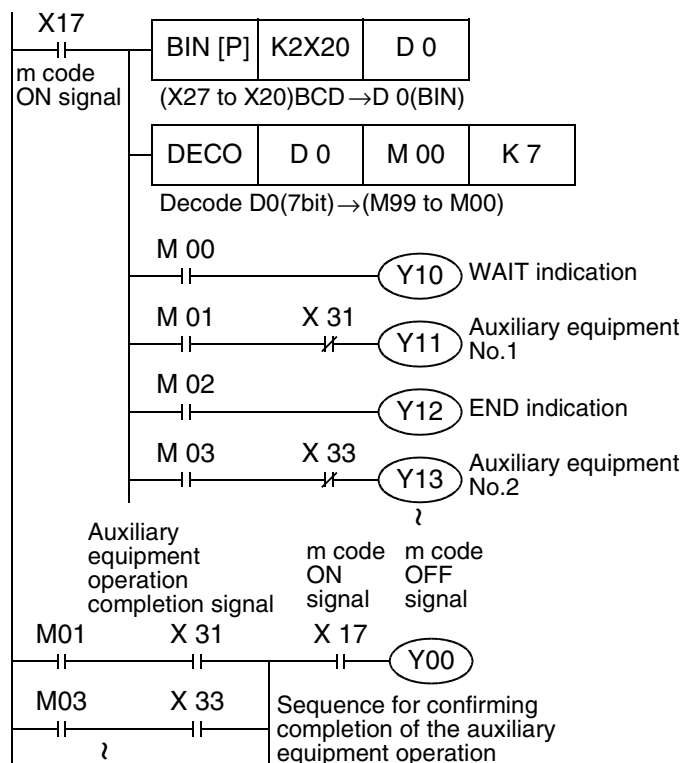 X17
BIN [P] K2X20 D 0
m code
ON signal
(X27 to X20)BCD→D 0(BIN)
DECO D 0 M 00 K 7
Decode D0(7bit)→(M99 to M00)
M 00
Y10 WAIT indication
M 01 X 31
Y11 Auxiliary equipment
No.1
M 02
Y12 END indication
M 03 X 33
Y13 Auxiliary equipment
No.2
Auxiliary
equipment
operation
completion signal
m code
ON
signal
m code
OFF
signal
M01 X 31 X 17
Y00
M03 X 33
Sequence for confirming
completion of the auxiliary
equipment operation